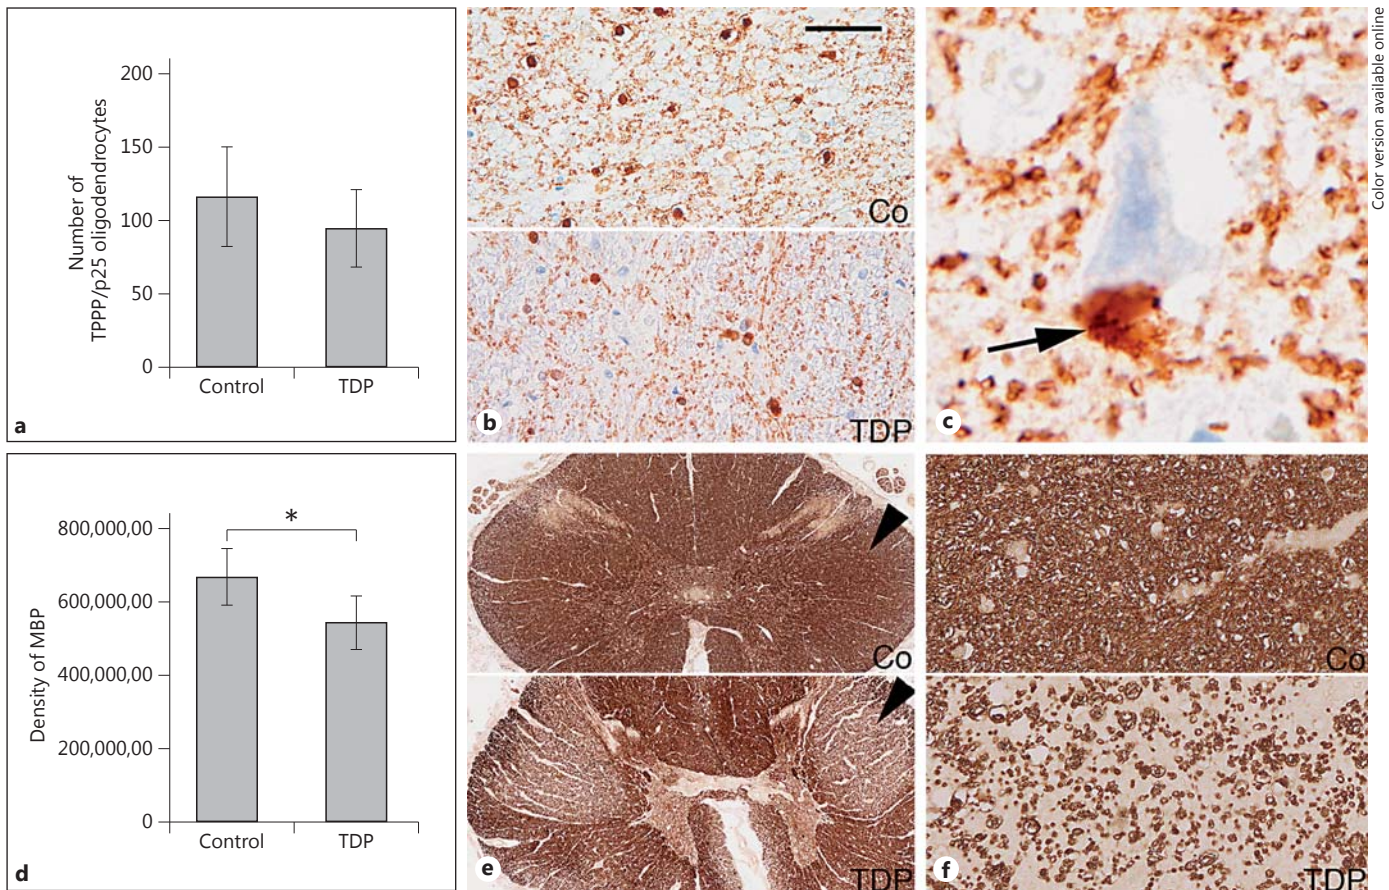 200
150
100
50
0
Number of
TPPP/p25 oligodendrocytes
Control
TDP
a
Co
TDP
b
c
Color version available online
800,000,00
600,000,00
400,000,00
200,000,00
0
Density of MBP
*
Control
TDP
d
Co
TDP
e
Co
TDP
f